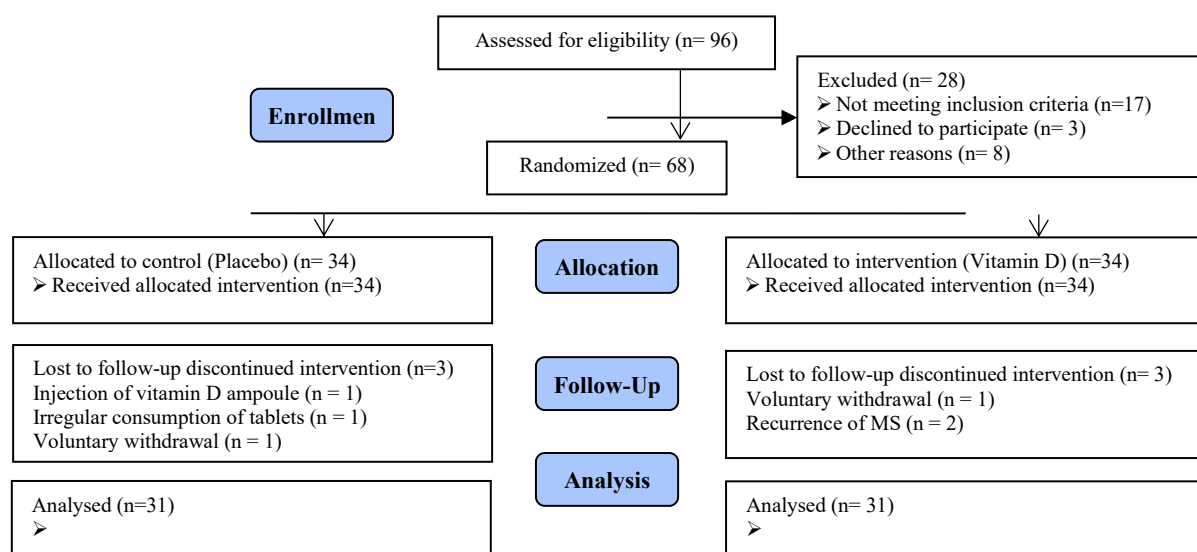 Assessed for eligibility (n= 96)
Excluded (n= 28)
➢ Not meeting inclusion criteria (n=17)
➢ Declined to participate (n= 3)
➢ Other reasons (n= 8)
Enrollmen
Randomized (n= 68)
Allocated to control (Placebo) (n= 34)
➢ Received allocated intervention (n=34)
Allocation
Allocated to intervention (Vitamin D) (n=34)
➢ Received allocated intervention (n=34)
Lost to follow-up discontinued intervention (n=3)
Injection of vitamin D ampoule (n = 1)
Irregular consumption of tablets (n = 1)
Voluntary withdrawal (n = 1)
Follow-Up
Lost to follow-up discontinued intervention (n= 3)
Voluntary withdrawal (n = 1)
Recurrence of MS (n = 2)
Analysis
Analysed (n=31)
➢
Analysed (n= 31)
➢